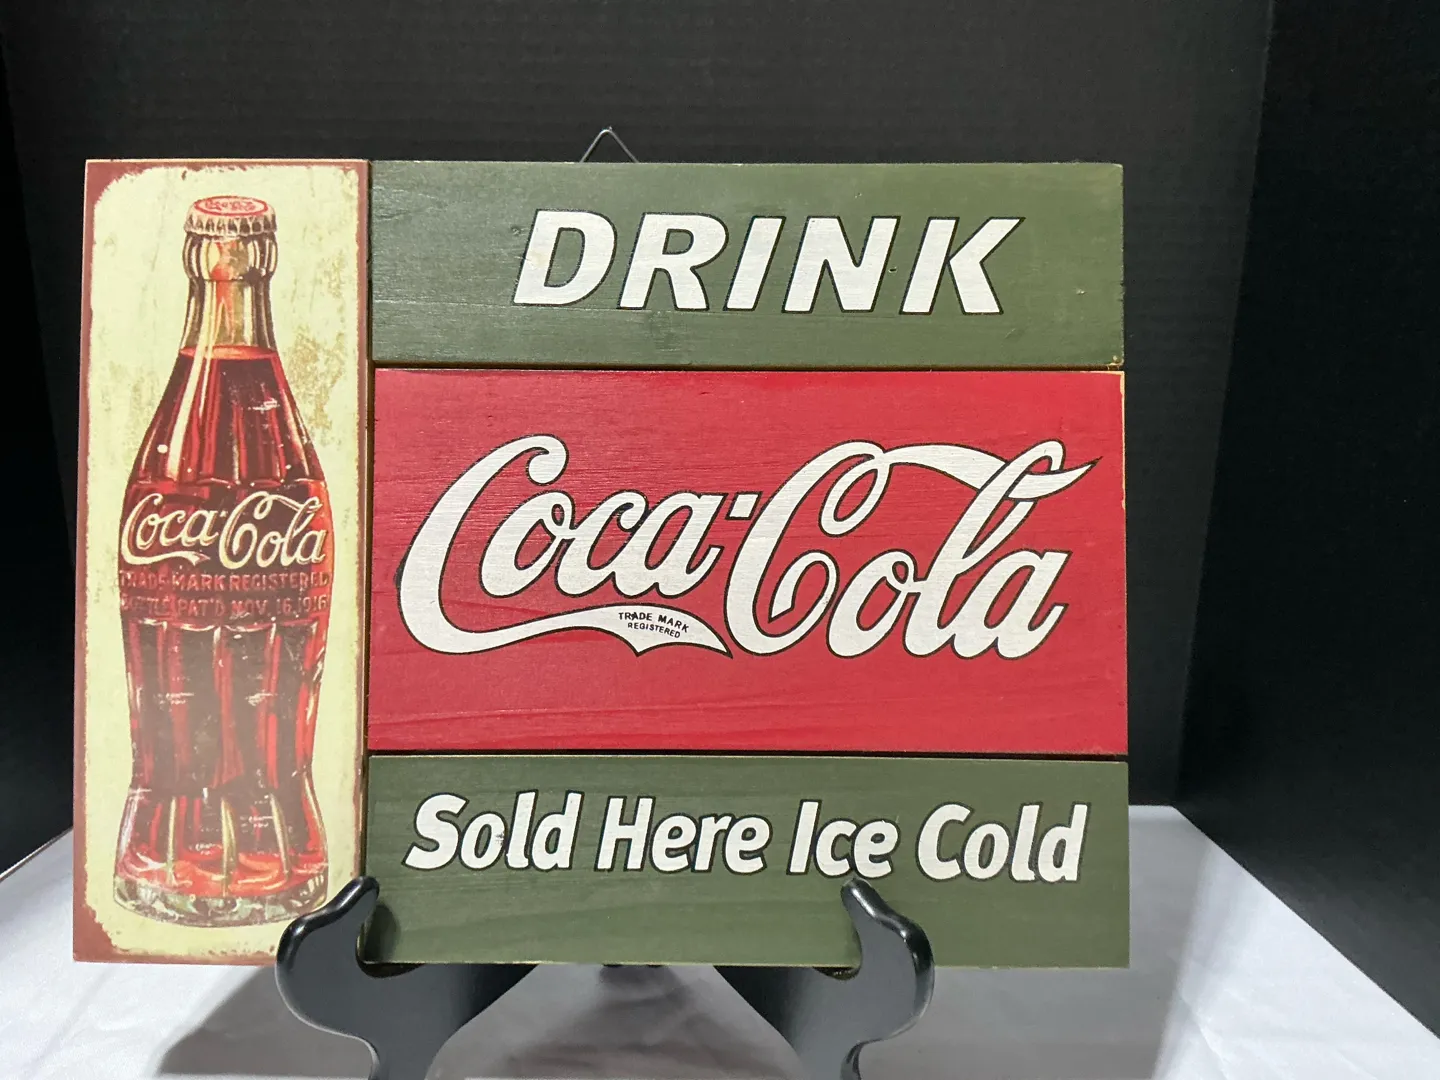 Coca-Cola
TRADE MARK REGISTERED
BOTTLE PAT'D NOV. 16, 1915
DRINK
Coca-Cola
TRADE MARK
REGISTERED
Sold Here Ice Cold